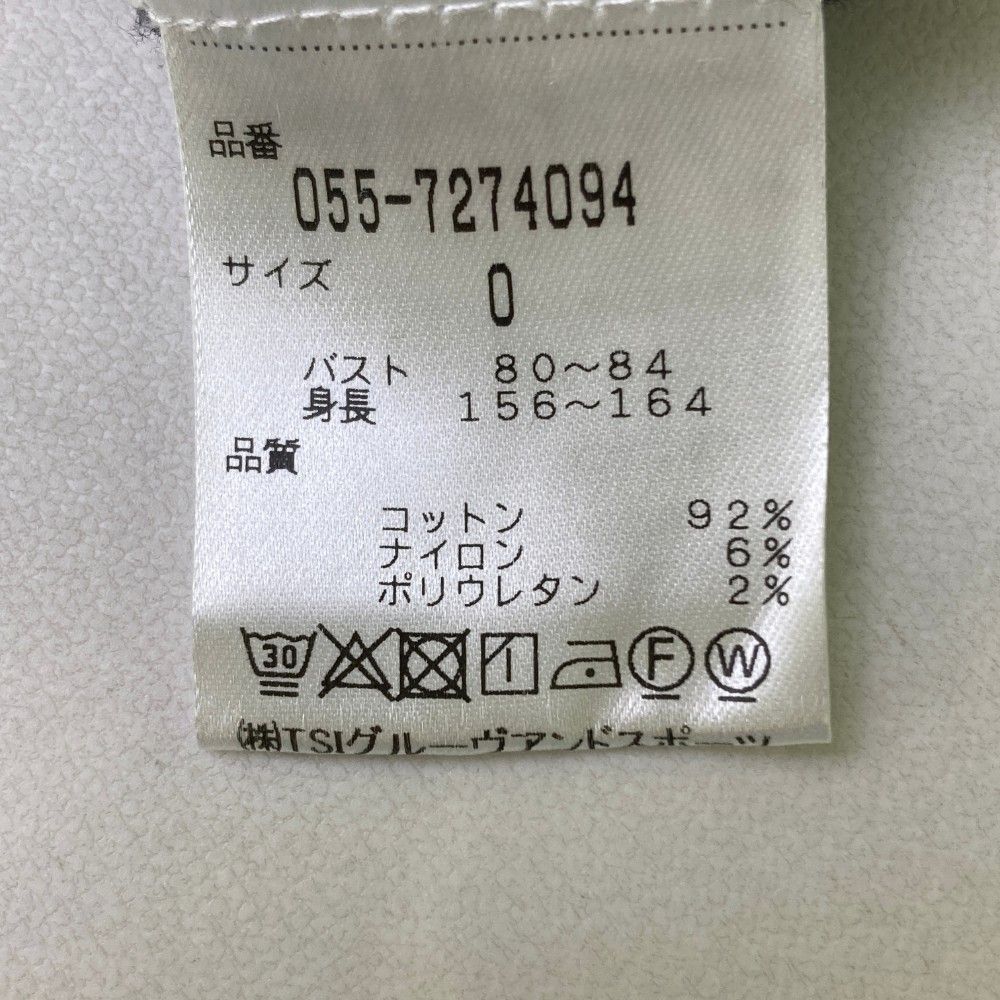 品番
055-7274094
サイズ 0
バスト 80～84
身長 156～164
品質
コットン 92%
ナイロン 6%
ポリウレタン 2%
30 F W
(株)TSIグルーヴアンドスポーツ